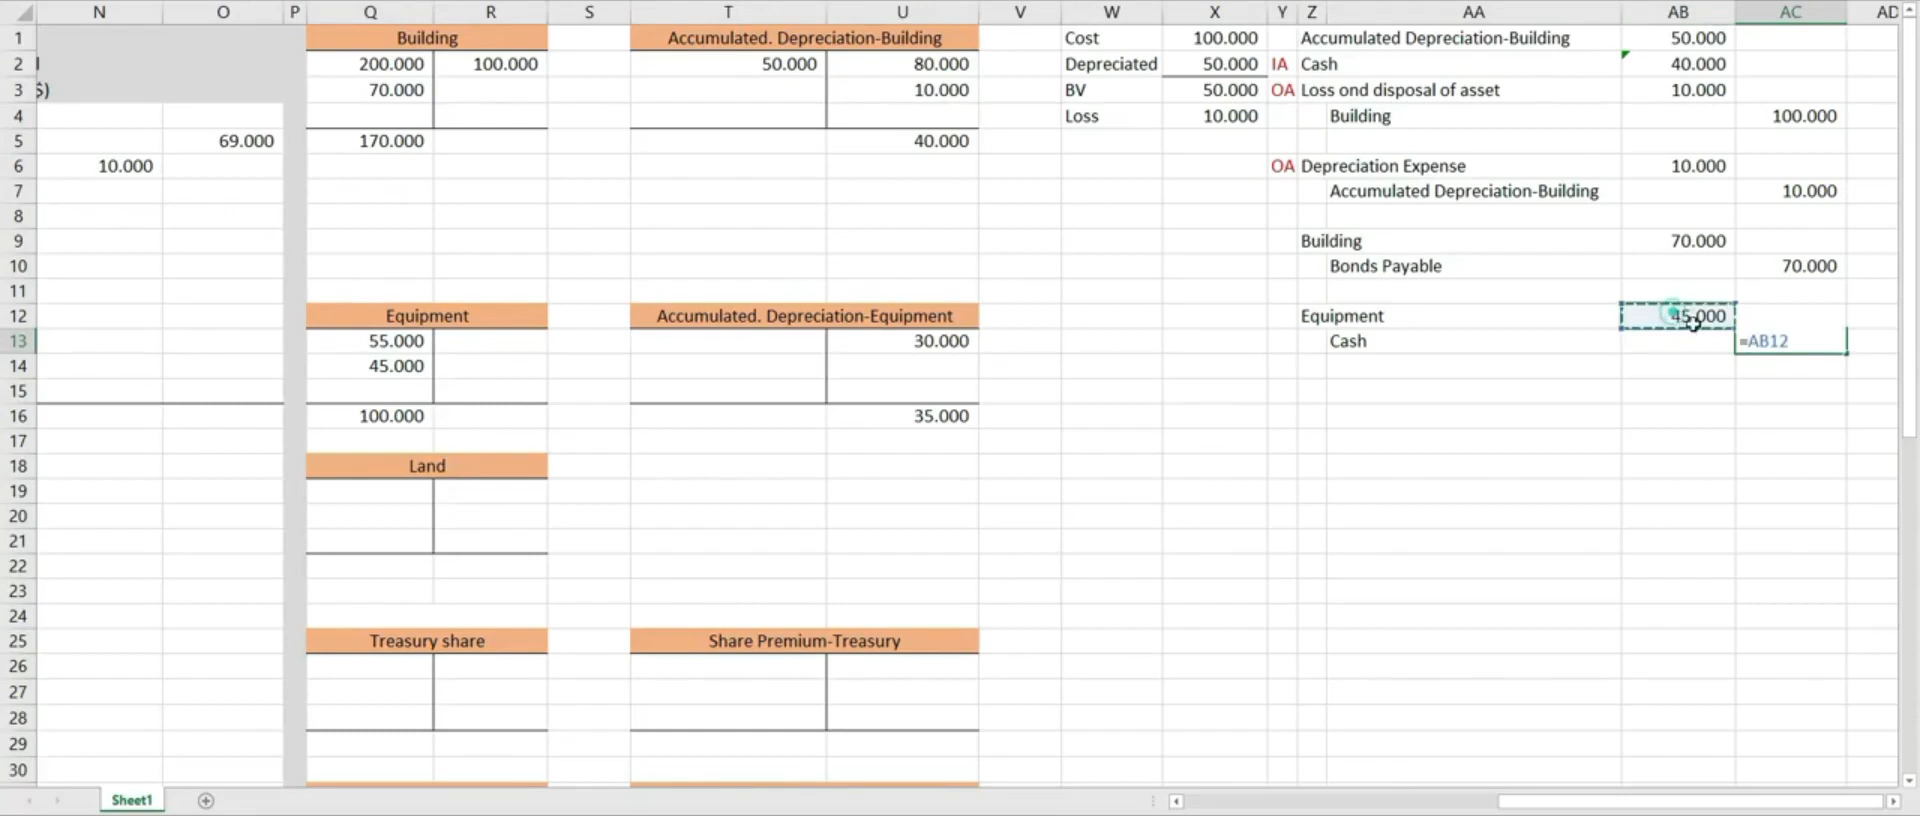 N O P Q R S T U V W X Y Z AA AB AC AD
1 Building Accumulated. Depreciation-Building Cost 100.000 Accumulated Depreciation-Building 50.000
2 200.000 100.000 50.000 80.000 Depreciated 50.000 IA Cash 40.000
3 $) 70.000 10.000 BV 50.000 OA Loss ond disposal of asset 10.000
4 Loss 10.000 Building 100.000
5 69.000 170.000 40.000
6 10.000 OA Depreciation Expense 10.000
7 Accumulated Depreciation-Building 10.000
8
9 Building 70.000
10 Bonds Payable 70.000
11
12 Equipment Accumulated. Depreciation-Equipment Equipment 45.000
13 55.000 30.000 Cash =AB12
14 45.000
15
16 100.000 35.000
17
18 Land
19
20
21
22
23
24
25 Treasury share Share Premium-Treasury
26
27
28
29
30
Sheet1